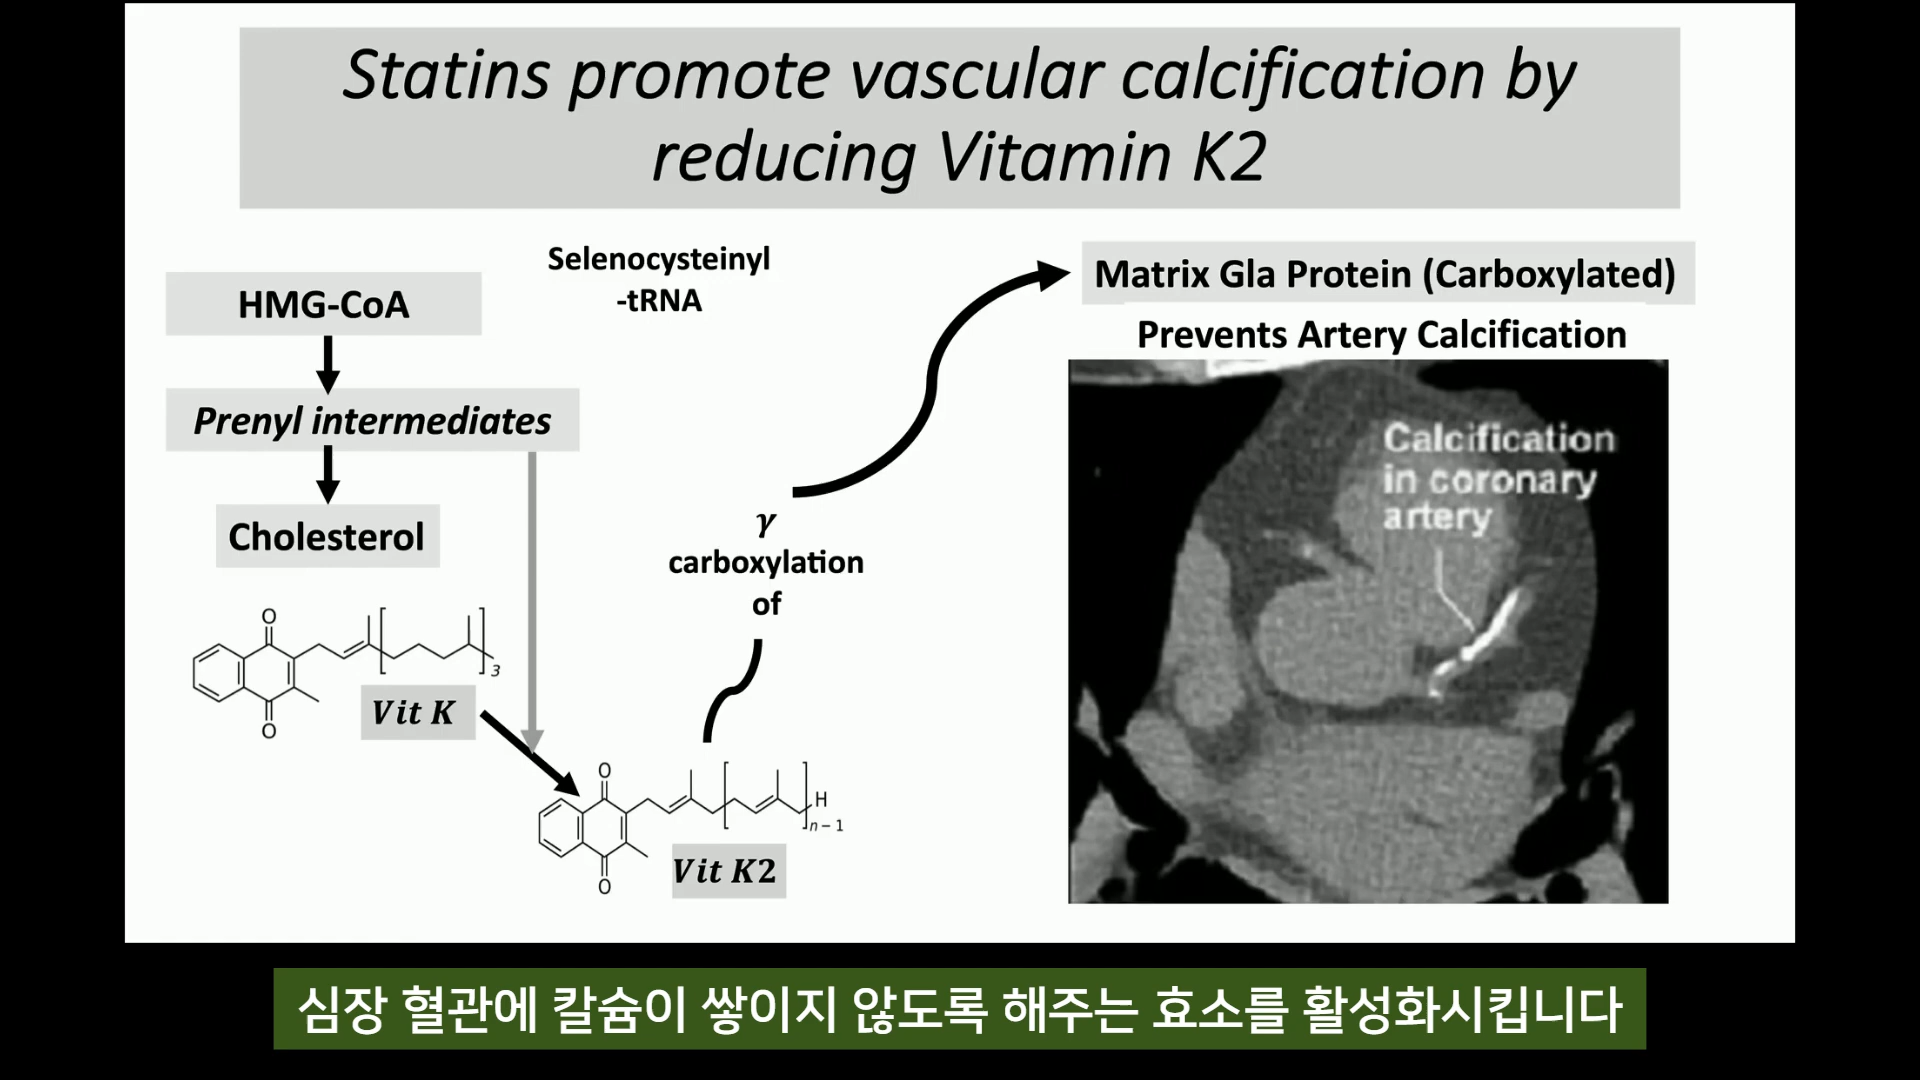 Statins promote vascular calcification by
reducing Vitamin K2
HMG-CoA
Prenyl intermediates
Cholesterol
O
O
3
Vit K
Selenocysteinyl
-tRNA
γ
carboxylation
of
O
O
H
n-1
Vit K2
Matrix Gla Protein (Carboxylated)
Prevents Artery Calcification
Calcification
in coronary
artery
심장 혈관에 칼슘이 쌓이지 않도록 해주는 효소를 활성화시킵니다